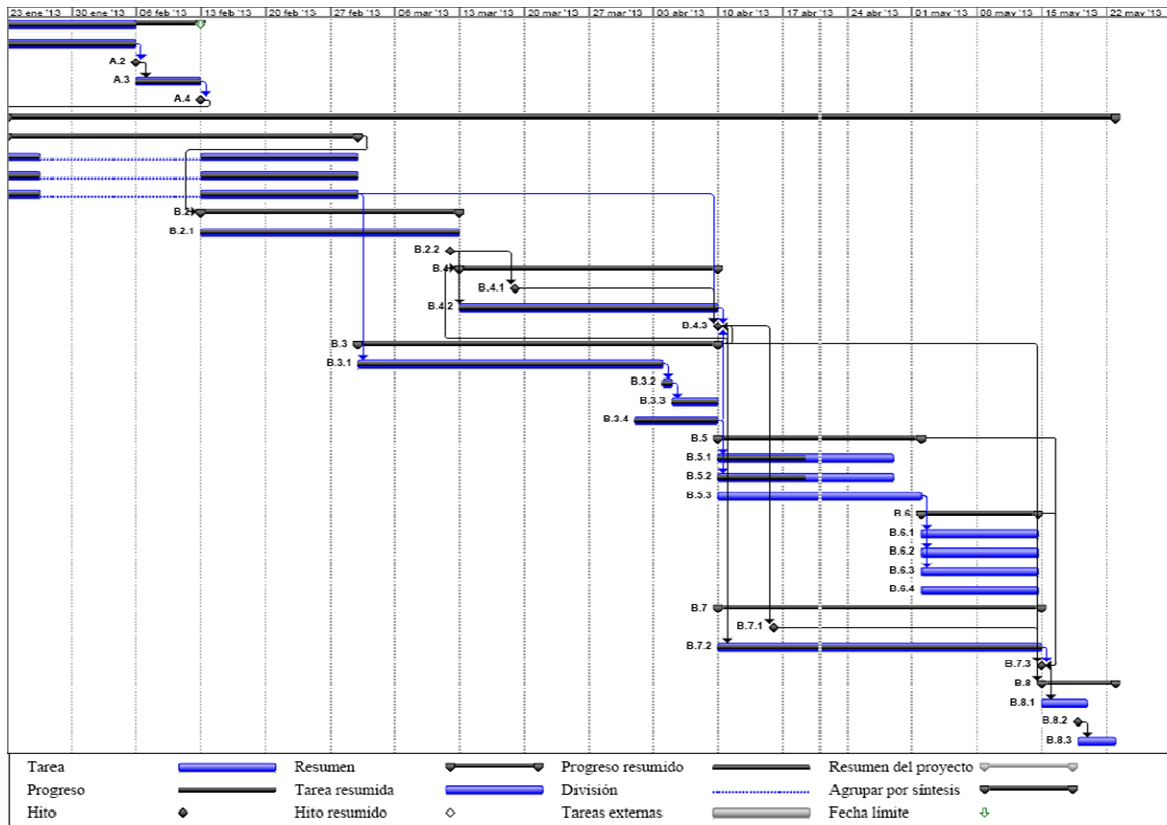 23 ene '13 30 ene '13 06 feb '13 13 feb '13 20 feb '13 27 feb '13 06 mar '13 13 mar '13 20 mar '13 27 mar '13 03 abr '13 10 abr '13 17 abr '13 24 abr '13 01 may '13 08 may '13 15 may '13 22 may '13
A.2
A.3
A.4
B.2
B.2.1
B.2.2
B.4
B.4.1
B.4.2
B.4.3
B.3
B.3.1
B.3.2
B.3.3
B.3.4
B.5
B.5.1
B.5.2
B.5.3
B.6
B.6.1
B.6.2
B.6.3
B.6.4
B.7
B.7.1
B.7.2
B.7.3
B.8
B.8.1
B.8.2
B.8.3
Tarea Resumen Progreso resumido Resumen del proyecto
Progreso Tarea resumida División Agrupar por síntesis
Hito Hito resumido Tareas externas Fecha límite